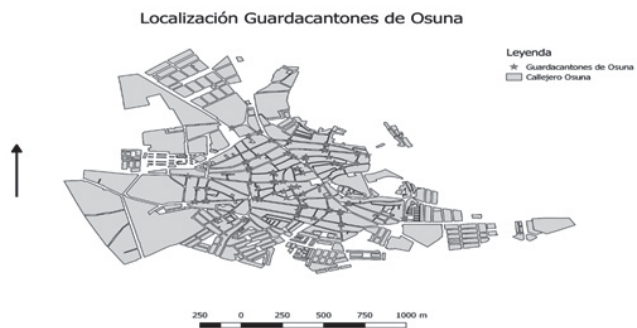 Localización Guardacantones de Osuna
Leyenda
Guardacantones de Osuna
Callejero Osuna
250 0 250 500 750 1000 m